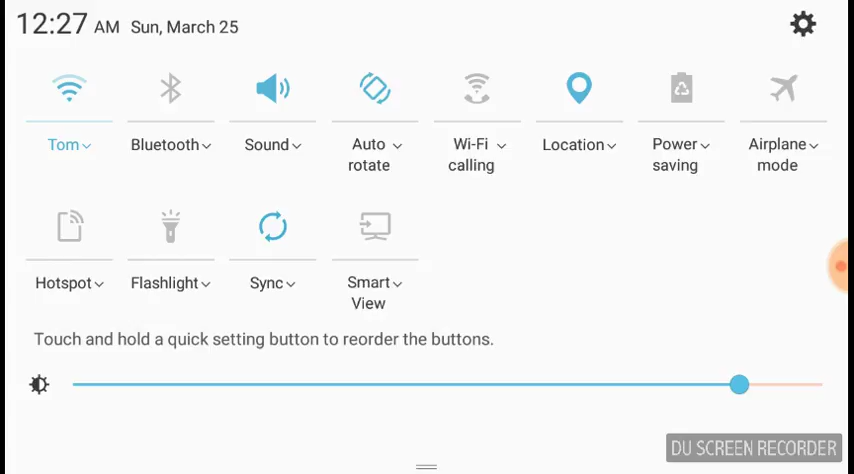 12:27 AM Sun, March 25
Tom Bluetooth Sound Auto rotate Wi-Fi calling Location Power saving Airplane mode
Hotspot Flashlight Sync Smart View
Touch and hold a quick setting button to reorder the buttons.
DU SCREEN RECORDER